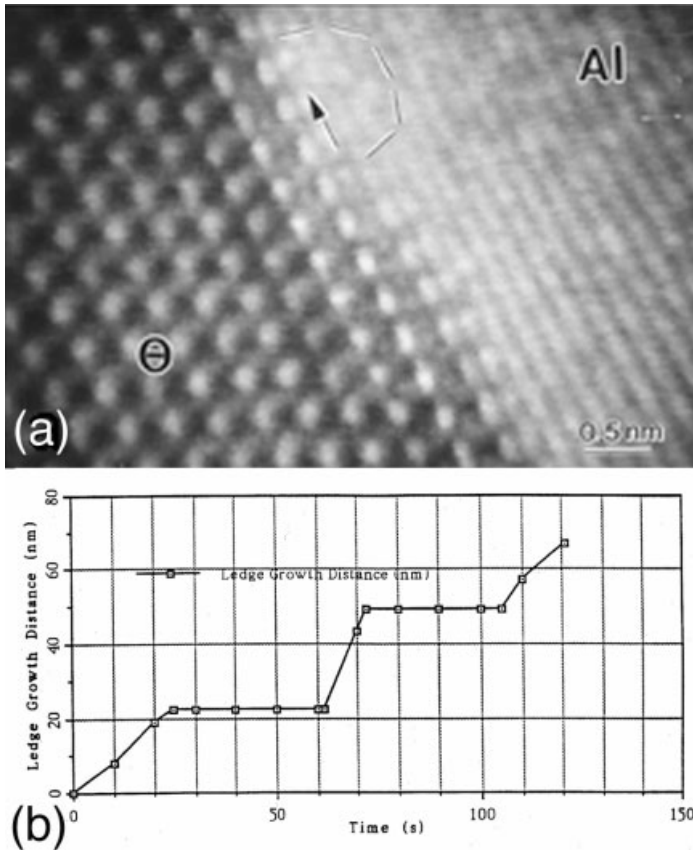 Al
Θ
(a)
0.5nm
80
60
40
20
0
Ledge Growth Distance (nm)
Ledge Growth Distance(nm)
0
50
100
150
Time (s)
(b)